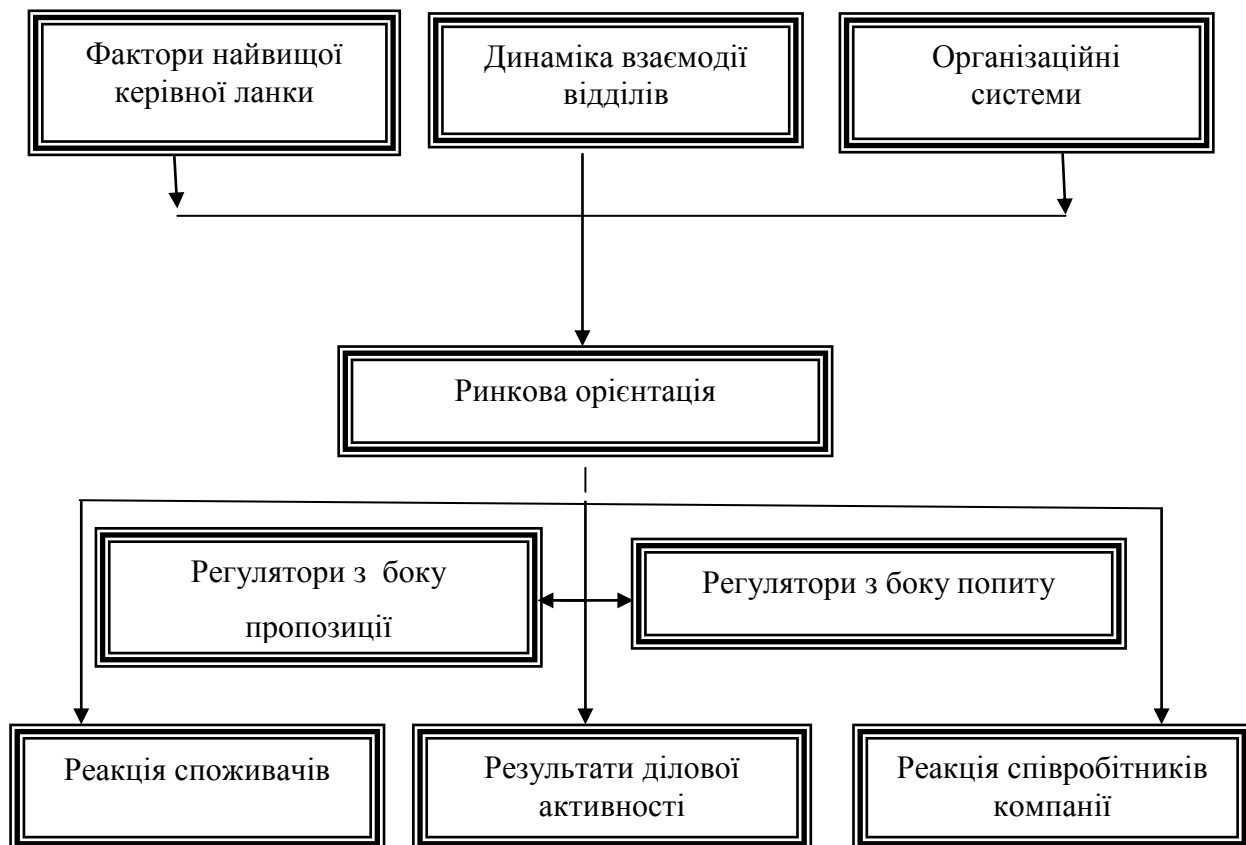 Фактори найвищої
керівної ланки
Динаміка взаємодії
відділів
Організаційні
системи
Ринкова орієнтація
Регулятори з боку
пропозиції
Регулятори з боку попиту
Реакція споживачів
Результати ділової
активності
Реакція співробітників
компанії